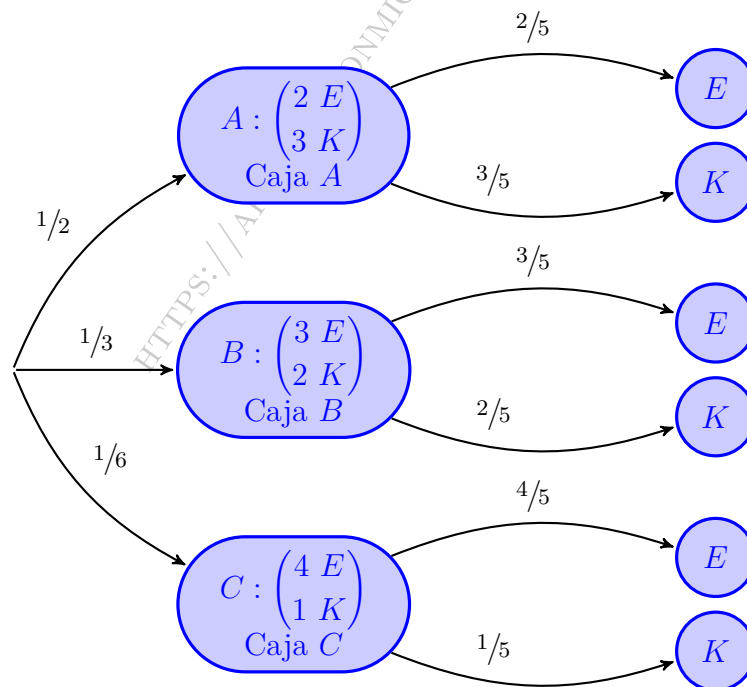 2/5
A : (2 E
3 K)
Caja A
E
3/5
K
1/2
3/5
1/3
B : (3 E
2 K)
Caja B
E
2/5
K
1/6
4/5
C : (4 E
1 K)
Caja C
E
1/5
K
HTTPS://